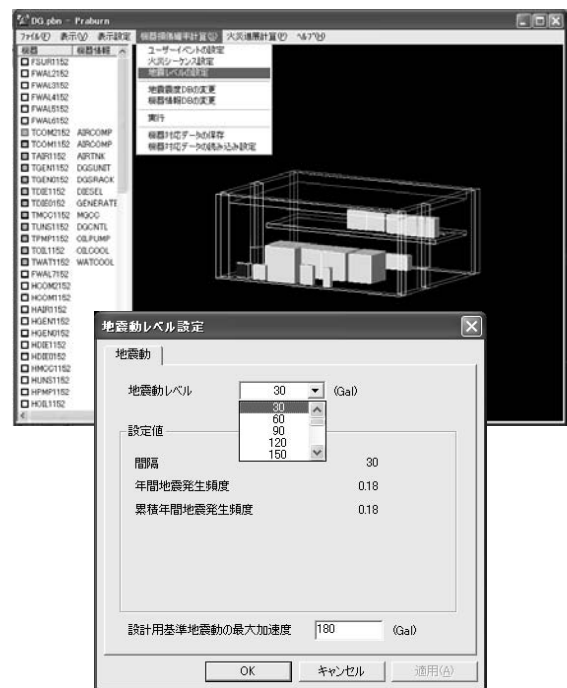 DG.pbn - Praburn
ファイル(F) 表示(V) 表示設定 機器損傷確率計算(C) 火災進展計算(P) ヘルプ(H)
機器 機器情報
FSUR1152
FWAL2152
FWAL3152
FWAL4152
FWAL5152
FWAL6152
TCOM2152 AIRCOMP
TCOM1152 AIRCOMP
TAIR1152 AIRTNK
TGEN1152 DGSUNIT
TGEN0152 DGSRACK
TDIE1152 DIESEL
TDIE0152 GENERATE
TMCC1152 MGCC
TUNS1152 DGCNTL
TPMP1152 OILPUMP
TOIL1152 OILCOOL
TWAT1152 WATCOOL
FWAL7152
HCOM2152
HCOM1152
HAIR1152
HGEN1152
HGEN0152
HDIE1152
HDIE0152
HMCC1152
HUNS1152
HPMP1152
HOIL1152
ユーザーイベントの設定
火災シーケンス設定
地震レベルの設定
地震震度DBの変更
機器情報DBの変更
実行
機器対応データの保存
機器対応データの読み込み設定
地震動レベル設定
地震動
地震動レベル 30 (Gal)
30
60
90
120
150
設定値
間隔 30
年間地震発生頻度 0.18
累積年間地震発生頻度 0.18
設計用基準地震動の最大加速度 180 (Gal)
OK キャンセル 適用(A)